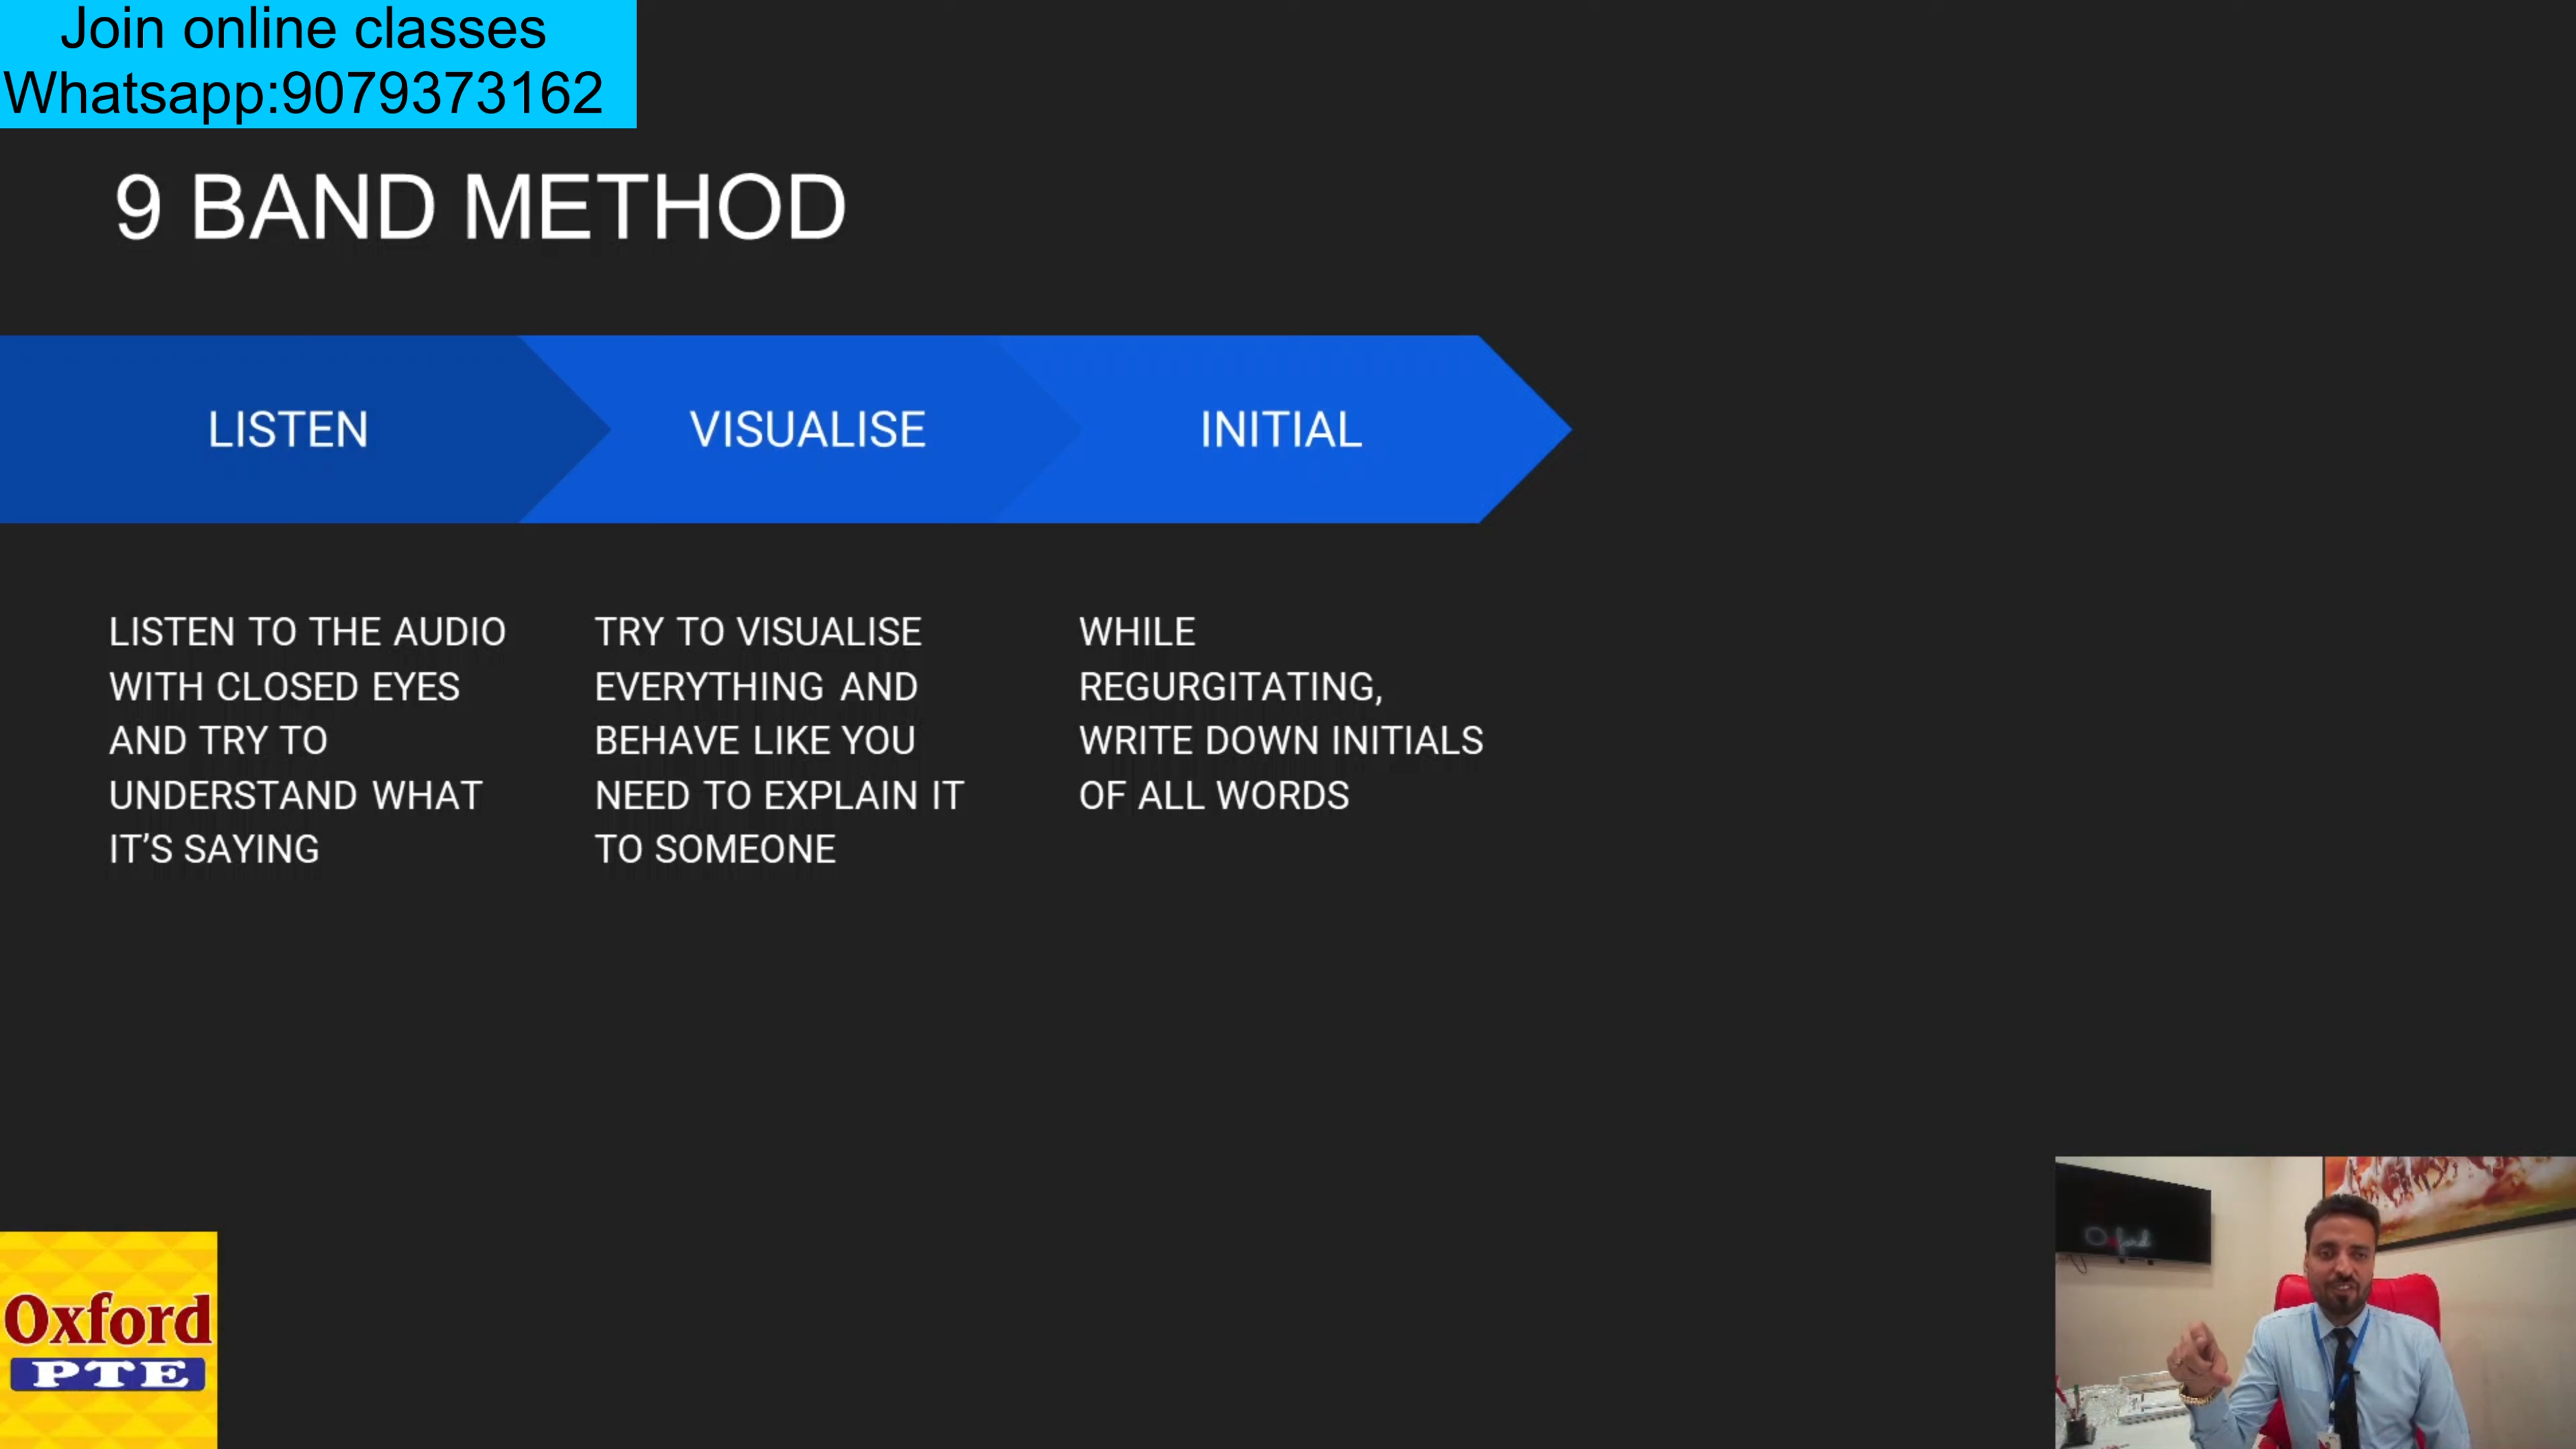 Join online classes
Whatsapp:9079373162
9 BAND METHOD
LISTEN
VISUALISE
INITIAL
LISTEN TO THE AUDIO
WITH CLOSED EYES
AND TRY TO
UNDERSTAND WHAT
IT’S SAYING
TRY TO VISUALISE
EVERYTHING AND
BEHAVE LIKE YOU
NEED TO EXPLAIN IT
TO SOMEONE
WHILE
REGURGITATING,
WRITE DOWN INITIALS
OF ALL WORDS
Oxford
PTE
Oxford